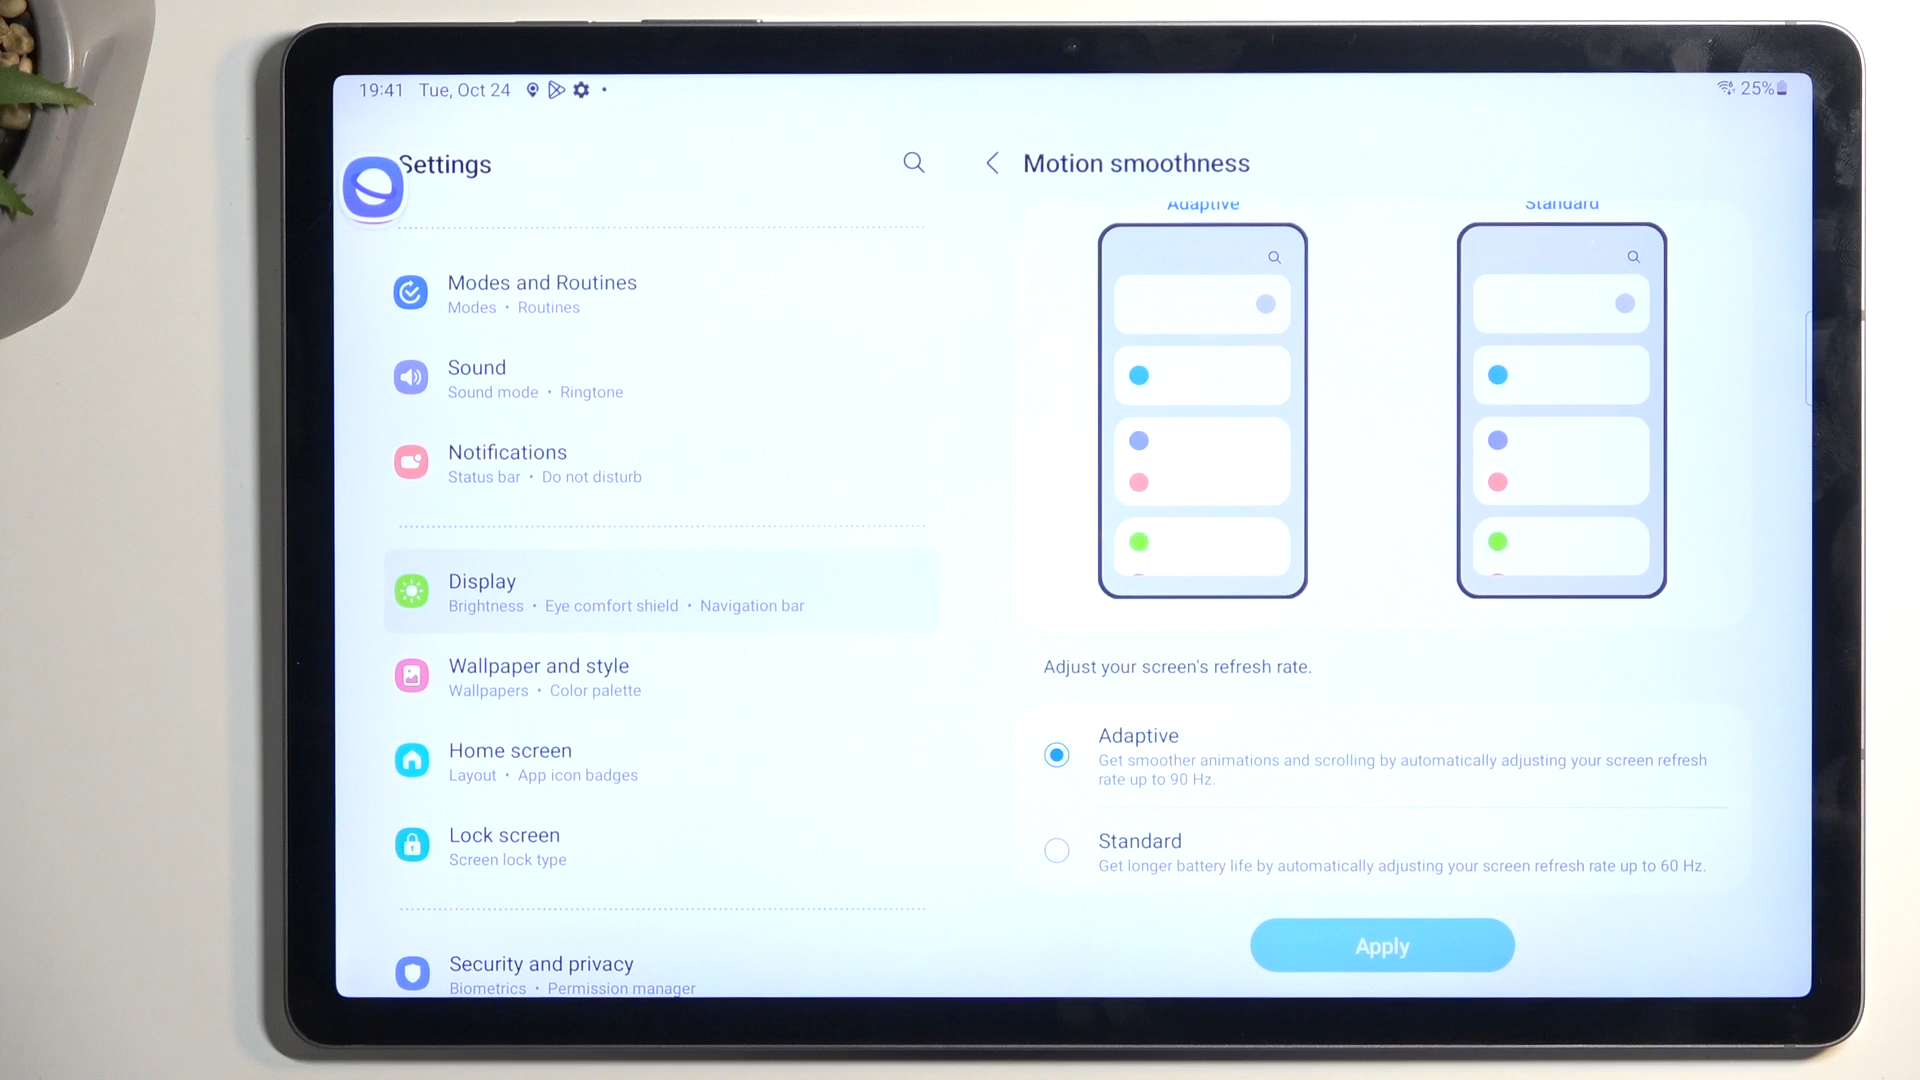 19:41 Tue, Oct 24
25%
Settings
Modes and Routines
Modes • Routines
Sound
Sound mode • Ringtone
Notifications
Status bar • Do not disturb
Display
Brightness • Eye comfort shield • Navigation bar
Wallpaper and style
Wallpapers • Color palette
Home screen
Layout • App icon badges
Lock screen
Screen lock type
Security and privacy
Biometrics • Permission manager
Motion smoothness
Adaptive
Standard
Adjust your screen's refresh rate.
Adaptive
Get smoother animations and scrolling by automatically adjusting your screen refresh
rate up to 90 Hz.
Standard
Get longer battery life by automatically adjusting your screen refresh rate up to 60 Hz.
Apply